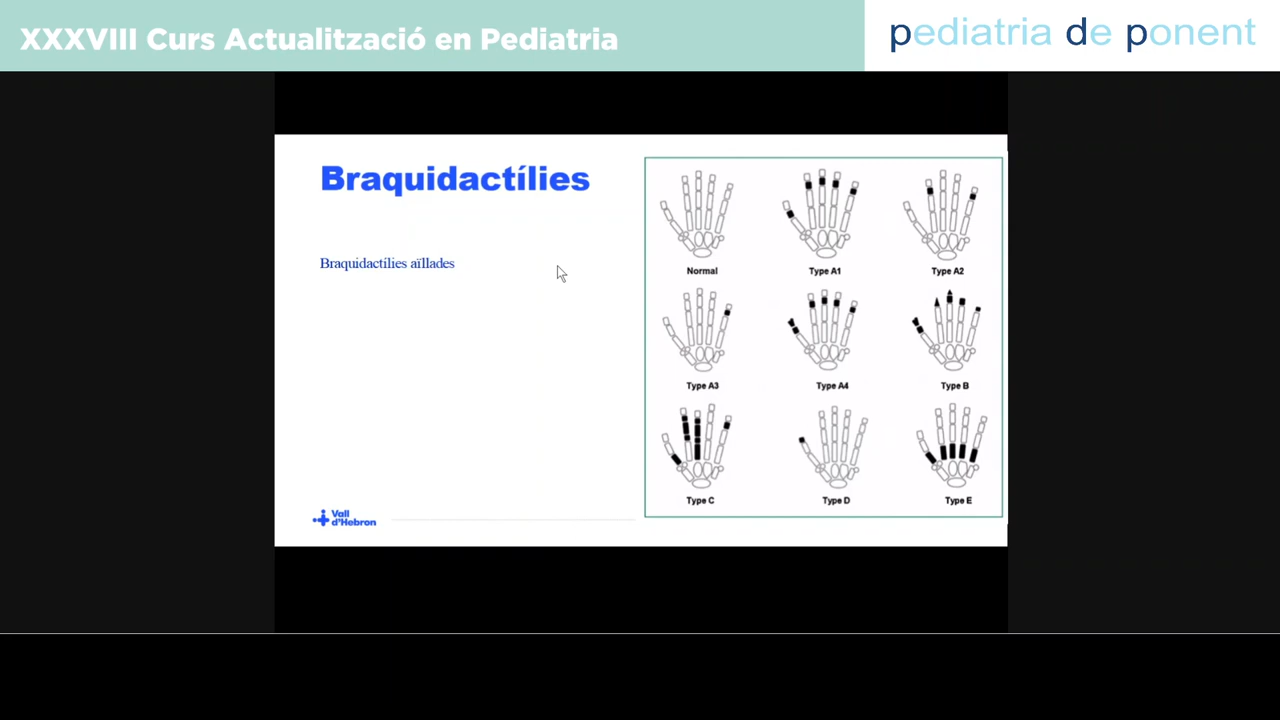 XXXVIII Curs Actualització en Pediatria
pediatria de ponent
Braquidactílies
Braquidactílies aïllades
Normal
Type A1
Type A2
Type A3
Type A4
Type B
Type C
Type D
Type E
Vall
d'Hebron